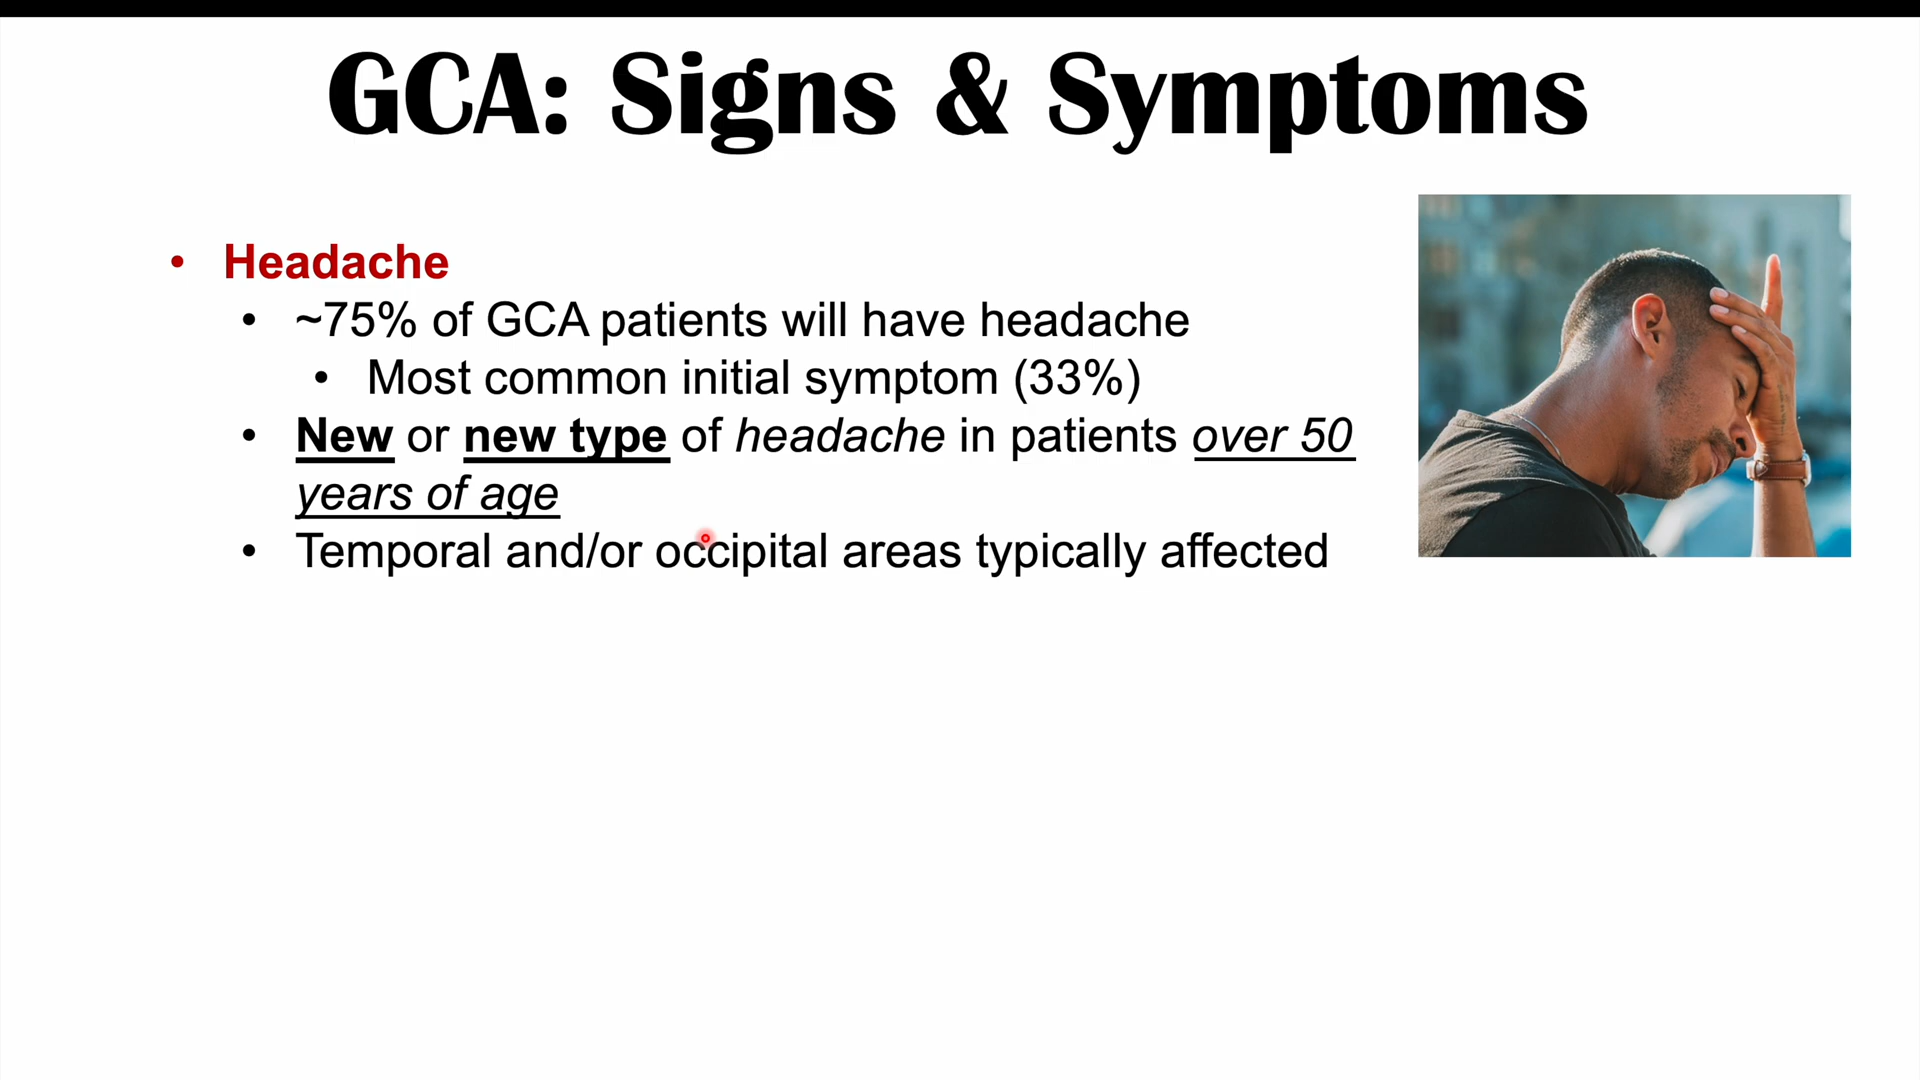 GCA: Signs & Symptoms
• Headache
• ~75% of GCA patients will have headache
• Most common initial symptom (33%)
• New or new type of headache in patients over 50
years of age
• Temporal and/or occipital areas typically affected